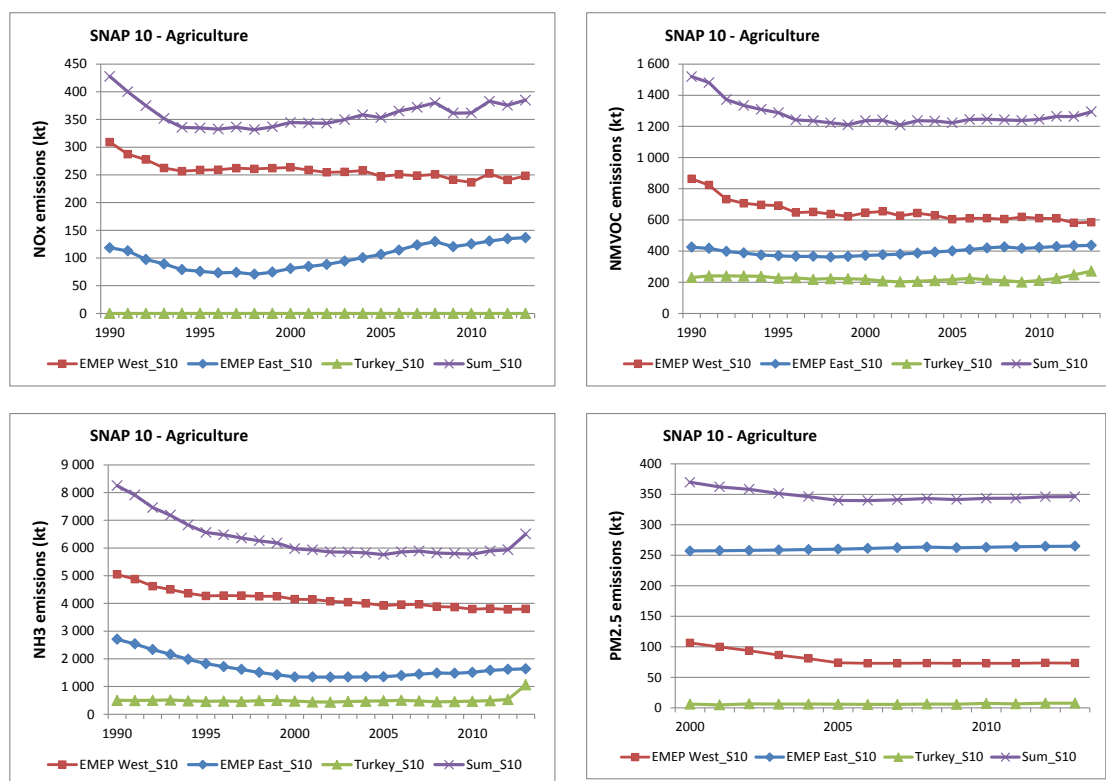 SNAP 10 - Agriculture
NOx emissions (kt)
450
400
350
300
250
200
150
100
50
0
1990 1995 2000 2005 2010
EMEP West_S10 EMEP East_S10 Turkey_S10 Sum_S10
SNAP 10 - Agriculture
NMVOC emissions (kt)
1 600
1 400
1 200
1 000
800
600
400
200
0
1990 1995 2000 2005 2010
EMEP West_S10 EMEP East_S10 Turkey_S10 Sum_S10
SNAP 10 - Agriculture
NH3 emissions (kt)
9 000
8 000
7 000
6 000
5 000
4 000
3 000
2 000
1 000
0
1990 1995 2000 2005 2010
EMEP West_S10 EMEP East_S10 Turkey_S10 Sum_S10
SNAP 10 - Agriculture
PM2.5 emissions (kt)
400
350
300
250
200
150
100
50
0
2000 2005 2010
EMEP West_S10 EMEP East_S10 Turkey_S10 Sum_S10